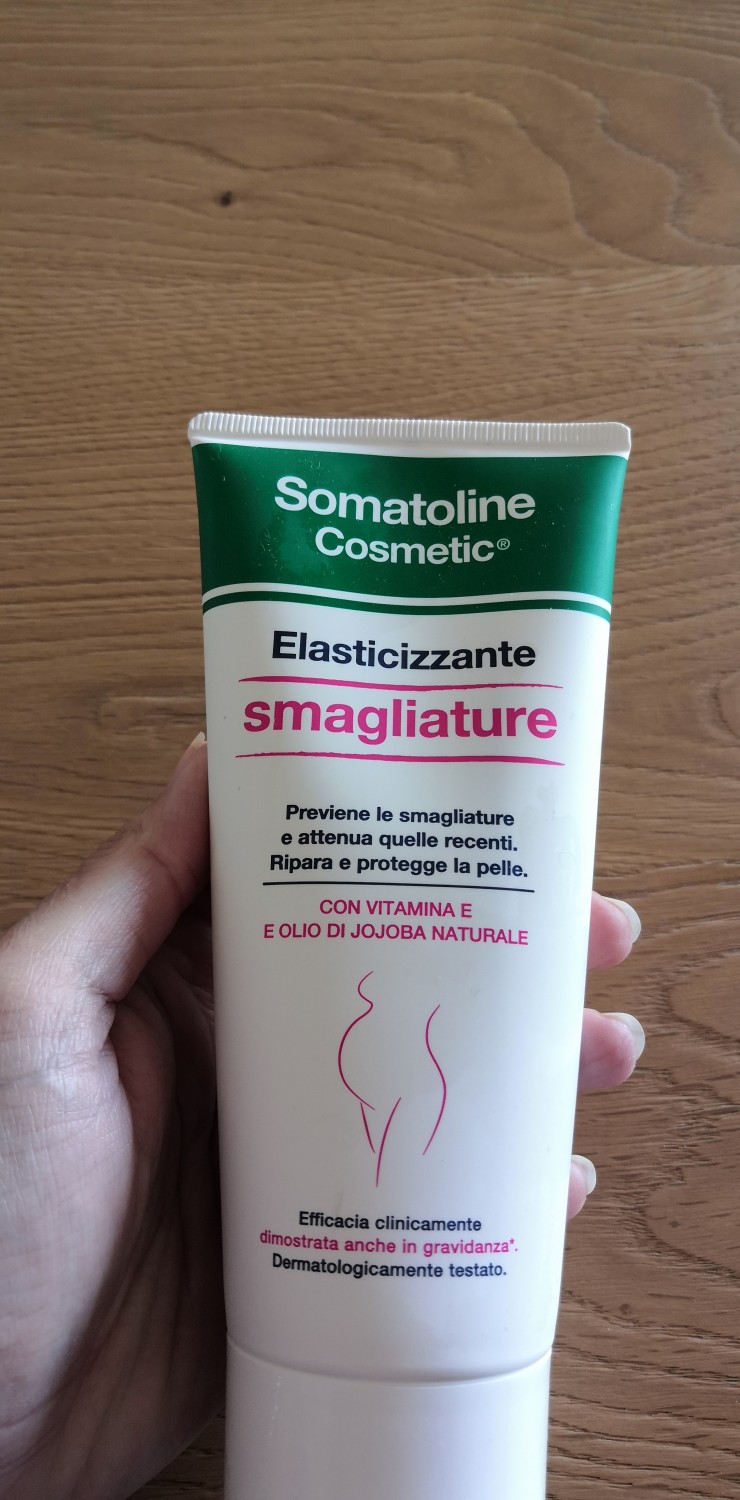 Somatoline
Cosmetic®
Elasticizzante
smagliature
Previene le smagliature
e attenua quelle recenti.
Ripara e protegge la pelle.
CON VITAMINA E
E OLIO DI JOJOBA NATURALE
Efficacia clinicamente
dimostrata anche in gravidanza*.
Dermatologicamente testato.